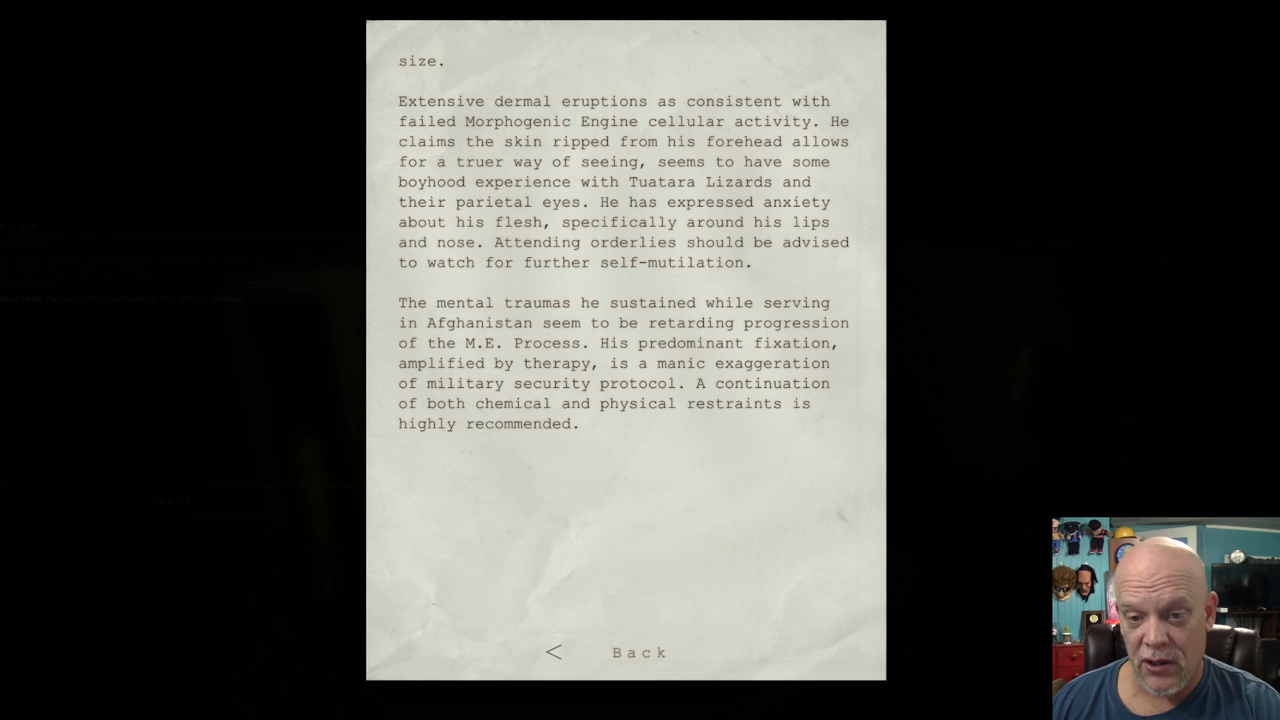 size.
Extensive dermal eruptions as consistent with
failed Morphogenic Engine cellular activity. He
claims the skin ripped from his forehead allows
for a truer way of seeing, seems to have some
boyhood experience with Tuatara Lizards and
their parietal eyes. He has expressed anxiety
about his flesh, specifically around his lips
and nose. Attending orderlies should be advised
to watch for further self-mutilation.
The mental traumas he sustained while serving
in Afghanistan seem to be retarding progression
of the M.E. Process. His predominant fixation,
amplified by therapy, is a manic exaggeration
of military security protocol. A continuation
of both chemical and physical restraints is
highly recommended.
< Back